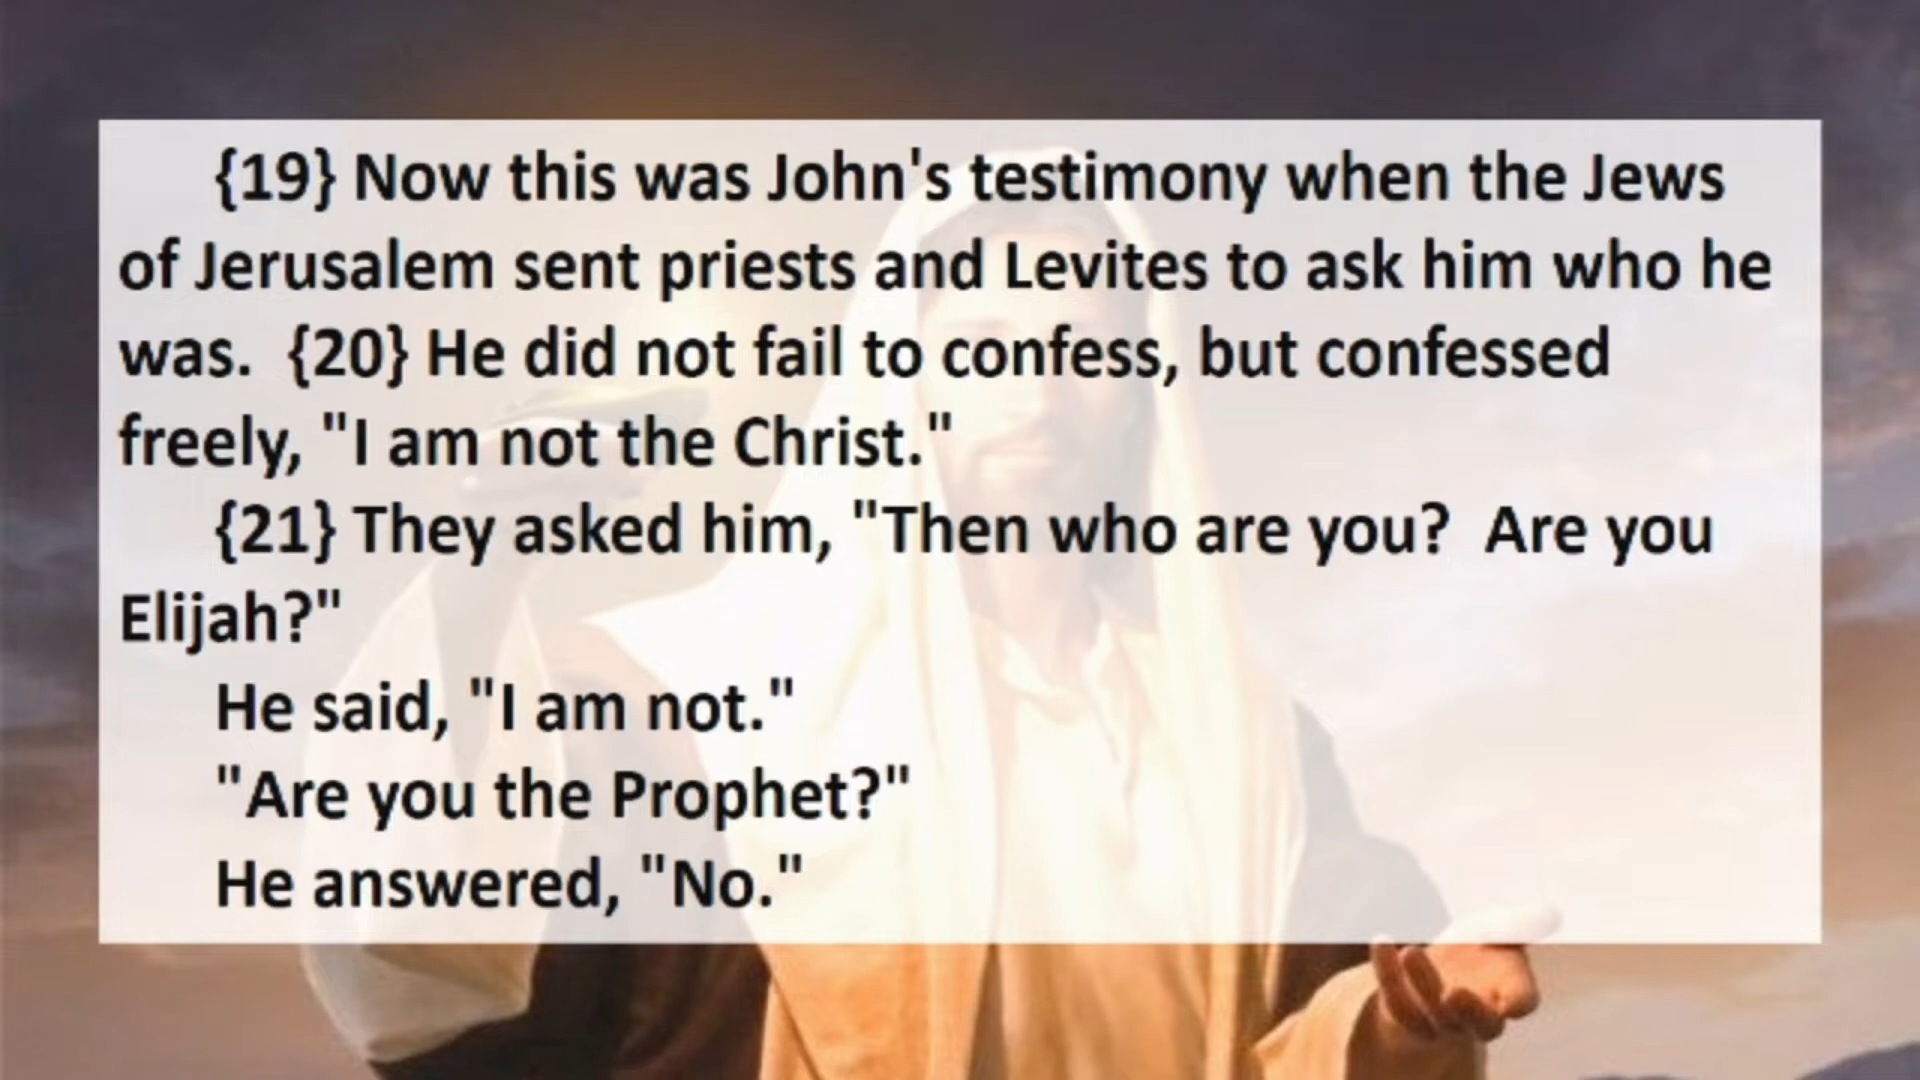 {19} Now this was John's testimony when the Jews
of Jerusalem sent priests and Levites to ask him who he
was.  {20} He did not fail to confess, but confessed
freely, "I am not the Christ."
{21} They asked him, "Then who are you?  Are you
Elijah?"
He said, "I am not."
"Are you the Prophet?"
He answered, "No."